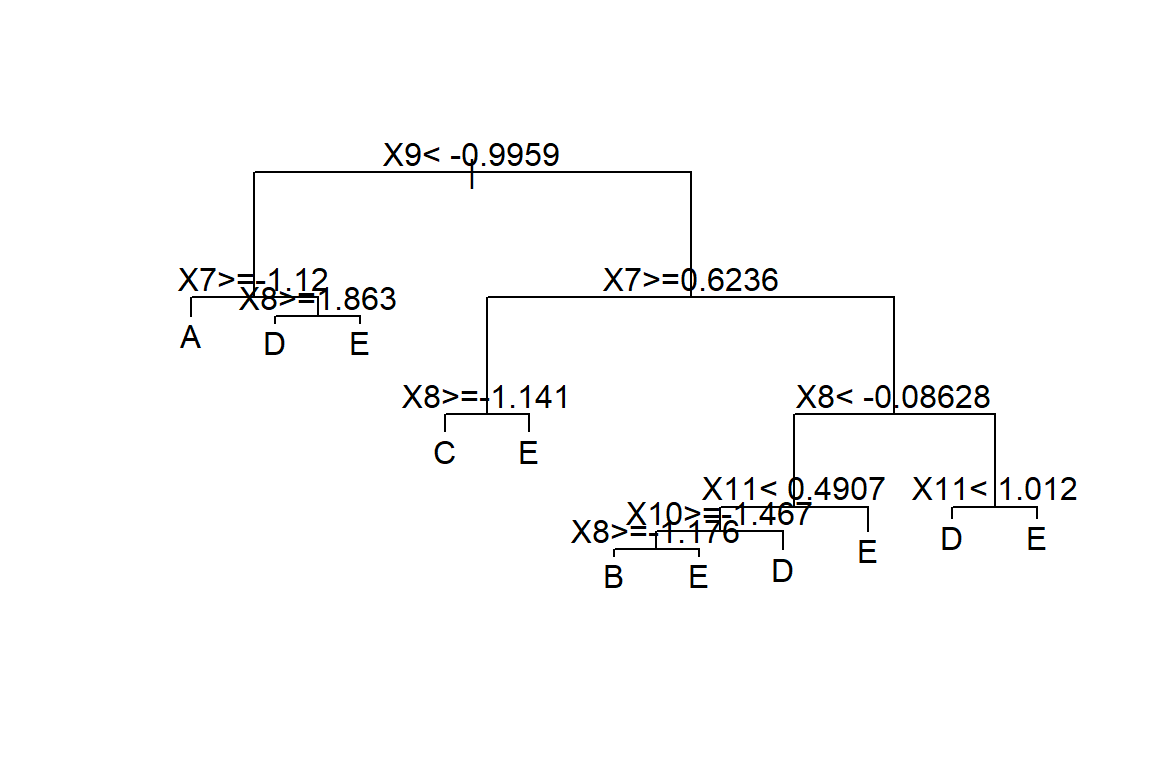 X9< -0.9959
X7>=-1.12
X7>=0.6236
X8>=1.863
A
D
E
X8>=-1.141
X8< -0.08628
C
E
X11< 0.4907
X11< 1.012
X10>=-1.467
X8>=-1.176
D
E
E
D
B
E